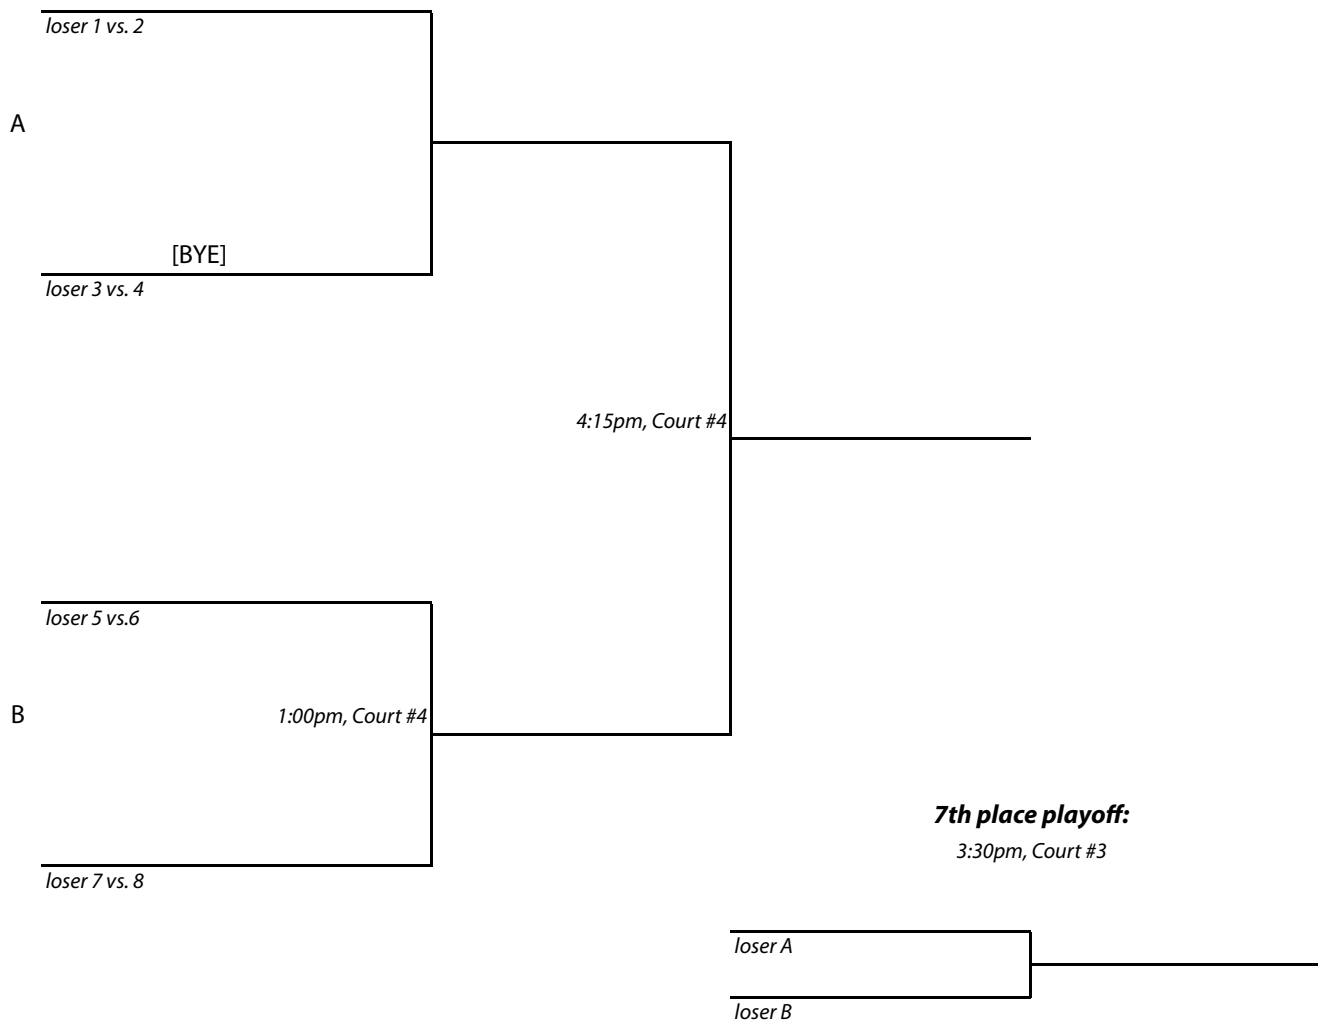 loser 1 vs. 2
A
[BYE]
loser 3 vs. 4
4:15pm, Court #4
loser 5 vs.6
B
1:00pm, Court #4
loser 7 vs. 8
7th place playoff:
3:30pm, Court #3
loser A
loser B